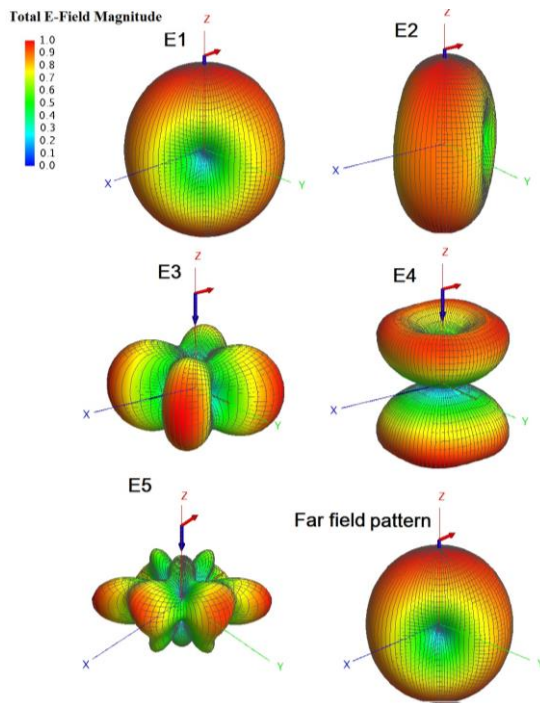 Total E-Field Magnitude
1.0
0.9
0.8
0.7
0.6
0.5
0.4
0.3
0.2
0.1
0.0
E1
Z
X
Y
E2
Z
X
Y
E3
Z
X
Y
E4
Z
X
Y
E5
Z
X
Y
Far field pattern
Z
X
Y